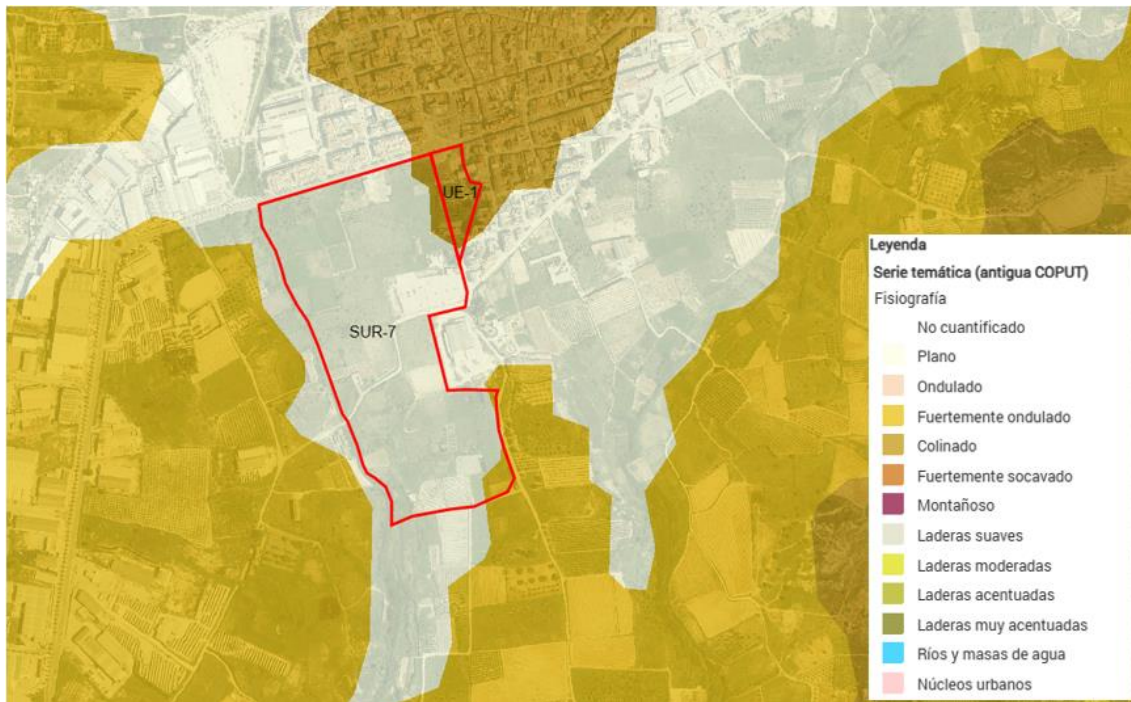 UE-1
SUR-7
Leyenda
Serie temática (antigua COPUT)
Fisiografía
No cuantificado
Plano
Ondulado
Fuertemente ondulado
Colinado
Fuertemente socavado
Montañoso
Laderas suaves
Laderas moderadas
Laderas acentuadas
Laderas muy acentuadas
Ríos y masas de agua
Núcleos urbanos